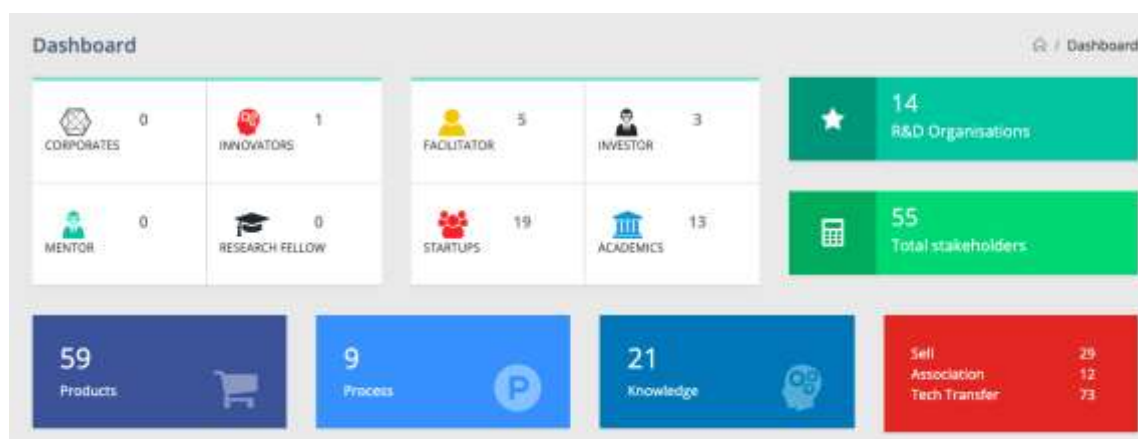 Dashboard
/ Dashboard
0
CORPORATES
1
INNOVATORS
5
FACILITATOR
3
INVESTOR
14
R&D Organisations
0
MENTOR
0
RESEARCH FELLOW
19
STARTUPS
13
ACADEMICS
55
Total stakeholders
59
Products
9
Process
P
21
Knowledge
Sell 29
Association 12
Tech Transfer 73